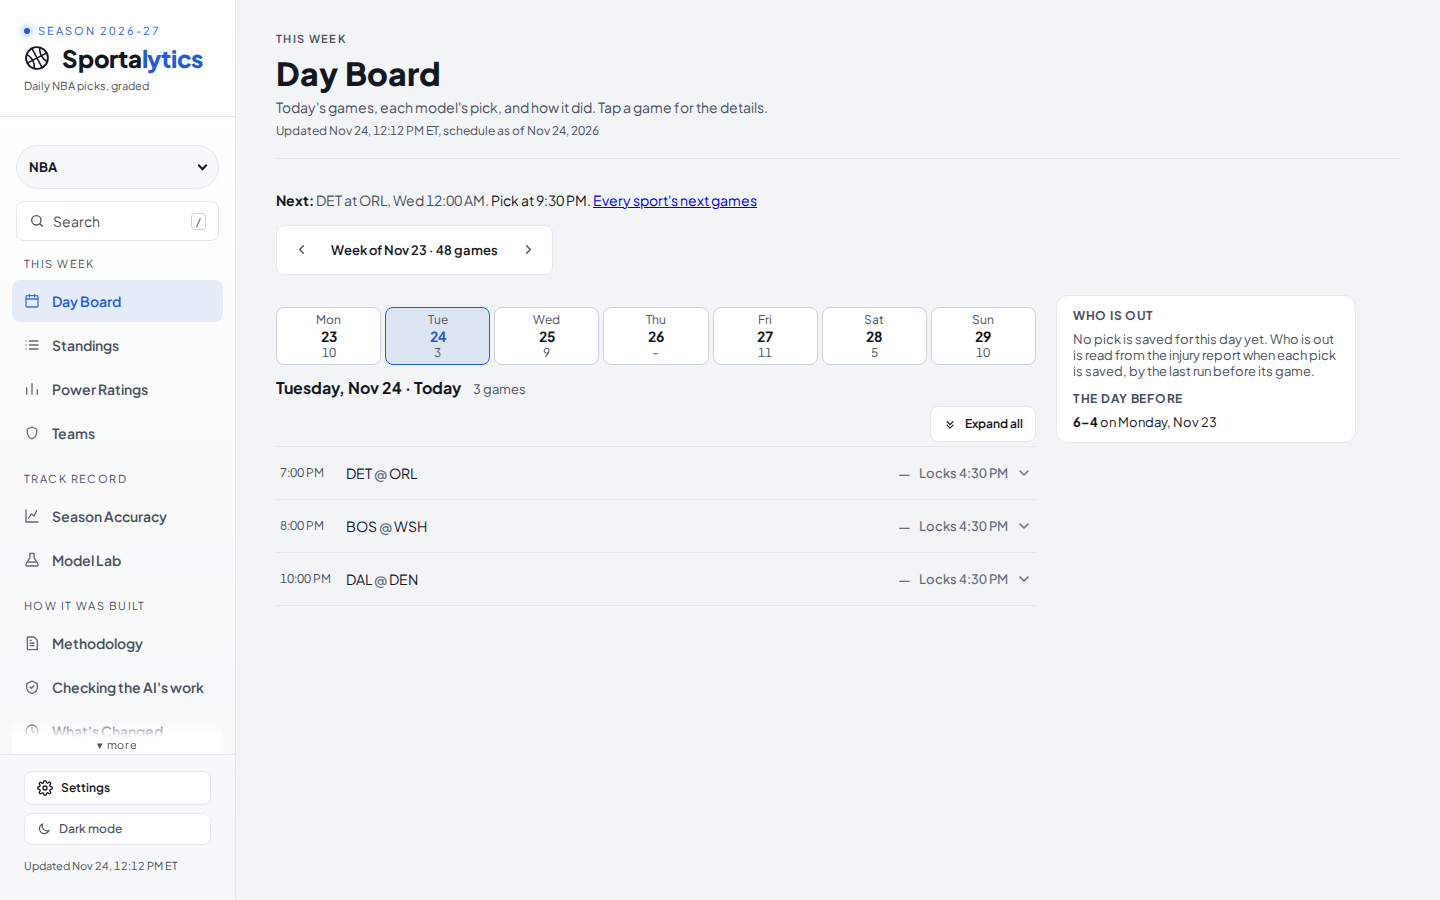 SEASON 2026-27
Sportalytics
Daily NBA picks, graded
NBA
Search /
THIS WEEK
Day Board
Standings
Power Ratings
Teams
TRACK RECORD
Season Accuracy
Model Lab
HOW IT WAS BUILT
Methodology
Checking the AI's work
What's Changed
▾ more
Settings
Dark mode
Updated Nov 24, 12:12 PM ET
THIS WEEK
Day Board
Today's games, each model's pick, and how it did. Tap a game for the details.
Updated Nov 24, 12:12 PM ET, schedule as of Nov 24, 2026
Next: DET at ORL, Wed 12:00 AM. Pick at 9:30 PM. Every sport's next games
Week of Nov 23 · 48 games
Mon Tue Wed Thu Fri Sat Sun
23 24 25 26 27 28 29
10 3 9 – 11 5 10
Tuesday, Nov 24 · Today 3 games
Expand all
7:00 PM DET @ ORL — Locks 4:30 PM
8:00 PM BOS @ WSH — Locks 4:30 PM
10:00 PM DAL @ DEN — Locks 4:30 PM
WHO IS OUT
No pick is saved for this day yet. Who is out
is read from the injury report when each pick
is saved, by the last run before its game.
THE DAY BEFORE
6–4 on Monday, Nov 23